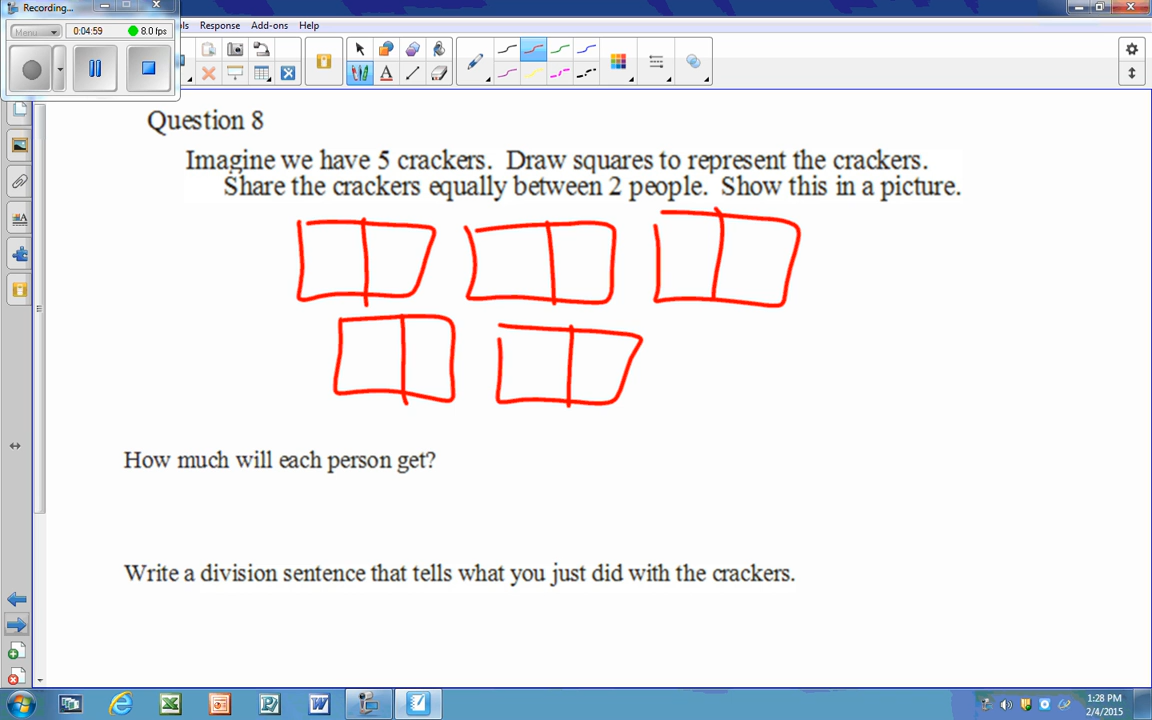 Recording...
Menu
0:04:59
8.0 fps
ols Response Add-ons Help
Question 8
Imagine we have 5 crackers. Draw squares to represent the crackers.
Share the crackers equally between 2 people. Show this in a picture.
How much will each person get?
Write a division sentence that tells what you just did with the crackers.
1:28 PM
2/4/2015